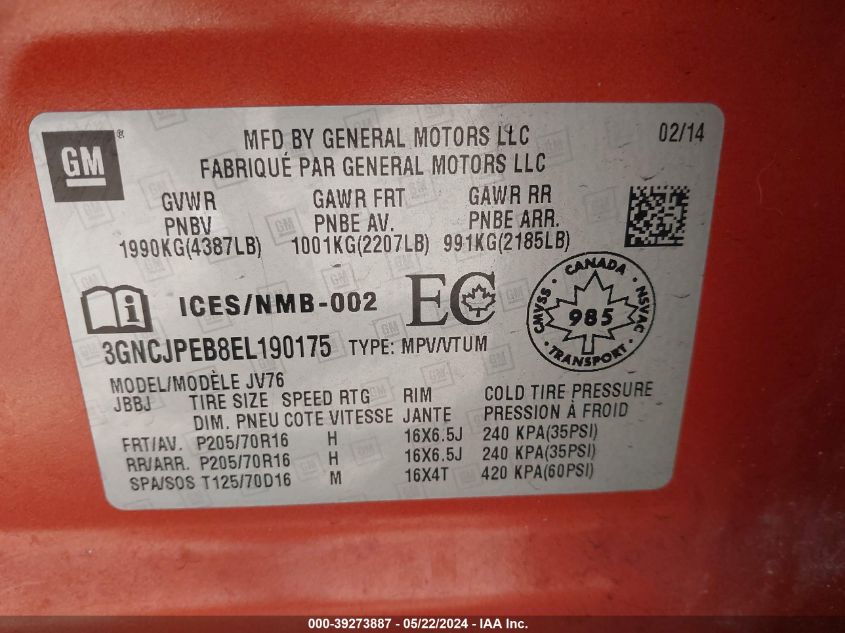 GM ®
MFD BY GENERAL MOTORS LLC
02/14
FABRIQUÉ PAR GENERAL MOTORS LLC
GVWR GAWR FRT. GAWR RR
PNBV PNBE AV. PNBE ARR.
1990KG(4387LB) 1001KG(2207LB) 991KG(2185LB)
i ICES/NMB-002 EC
CANADA
CMVSS 985 NSVAC
TRANSPORT
3GNCJPEB8EL190175 TYPE: MPV/VTUM
MODEL/MODÈLE JV76
JBBJ TIRE SIZE SPEED RTG RIM COLD TIRE PRESSURE
DIM. PNEU COTE VITESSE JANTE PRESSION À FROID
FRT/AV. P205/70R16 H 16X6.5J 240 KPA(35PSI)
RR/ARR. P205/70R16 H 16X6.5J 240 KPA(35PSI)
SPA/SOS T125/70D16 M 16X4T 420 KPA(60PSI)
000-39273887 - 05/22/2024 - IAA Inc.